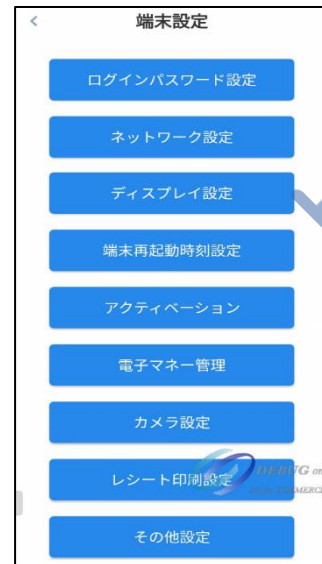 端末設定
ログインパスワード設定
ネットワーク設定
ディスプレイ設定
端末再起動時刻設定
アクティベーション
電子マネー管理
カメラ設定
レシート印刷設定
DEBUG
その他設定